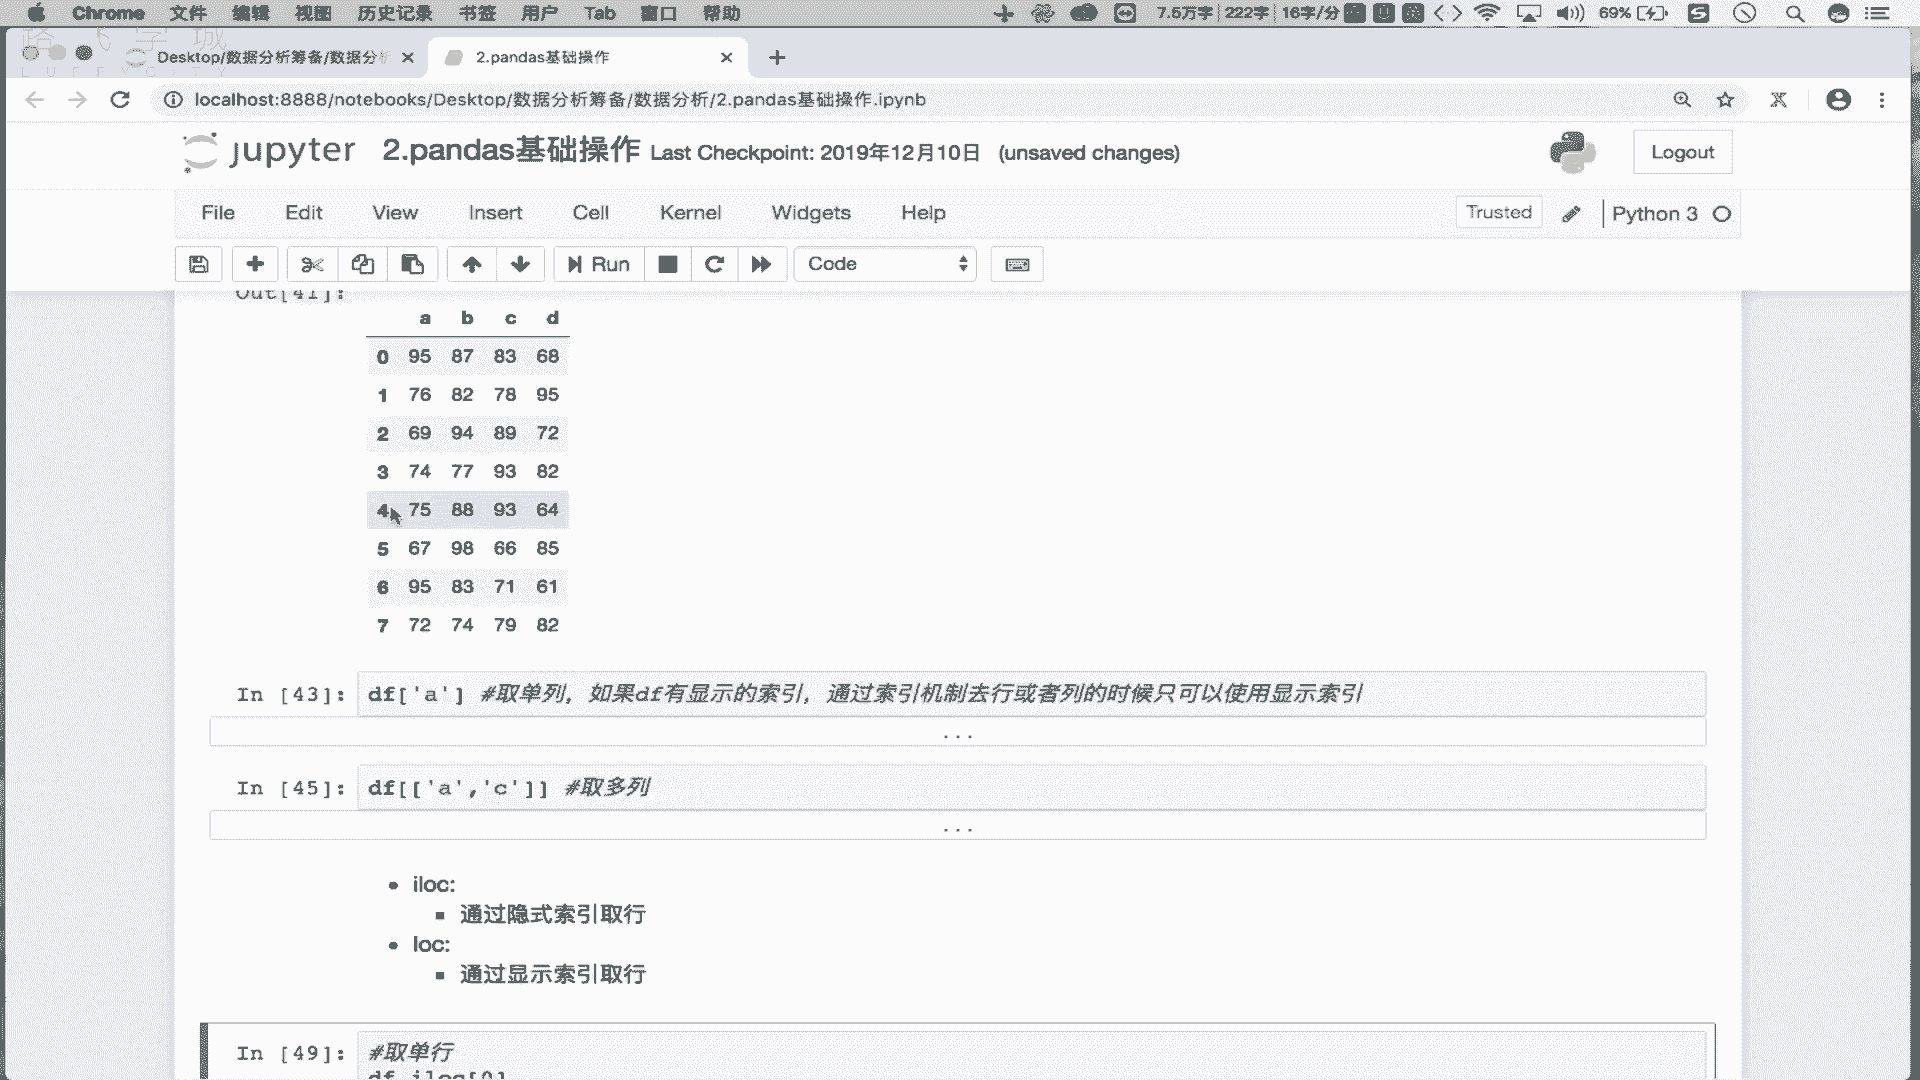 Chrome 文件 编辑 视图 历史记录 书签 用户 Tab 窗口 帮助 7.5万字 222字 16字/分 69%
路飞学城
LUFFYCITY
Desktop/数据分析筹备/数据分析 2.pandas基础操作
localhost:8888/notebooks/Desktop/数据分析筹备/数据分析/2.pandas基础操作.ipynb
jupyter 2.pandas基础操作 Last Checkpoint: 2019年12月10日 (unsaved changes) Logout
File Edit View Insert Cell Kernel Widgets Help Trusted Python 3
Run Code
Out[41]:
a b c d
0 95 87 83 68
1 76 82 78 95
2 69 94 89 72
3 74 77 93 82
4 75 88 93 64
5 67 98 66 85
6 95 83 71 61
7 72 74 79 82
In [43]: df['a'] #取单列，如果df有显示的索引，通过索引机制去行或者列的时候只可以使用显示索引
...
In [45]: df[['a','c']] #取多列
...
iloc:
通过隐式索引取行
loc:
通过显示索引取行
In [49]: #取单行
df.iloc[0]